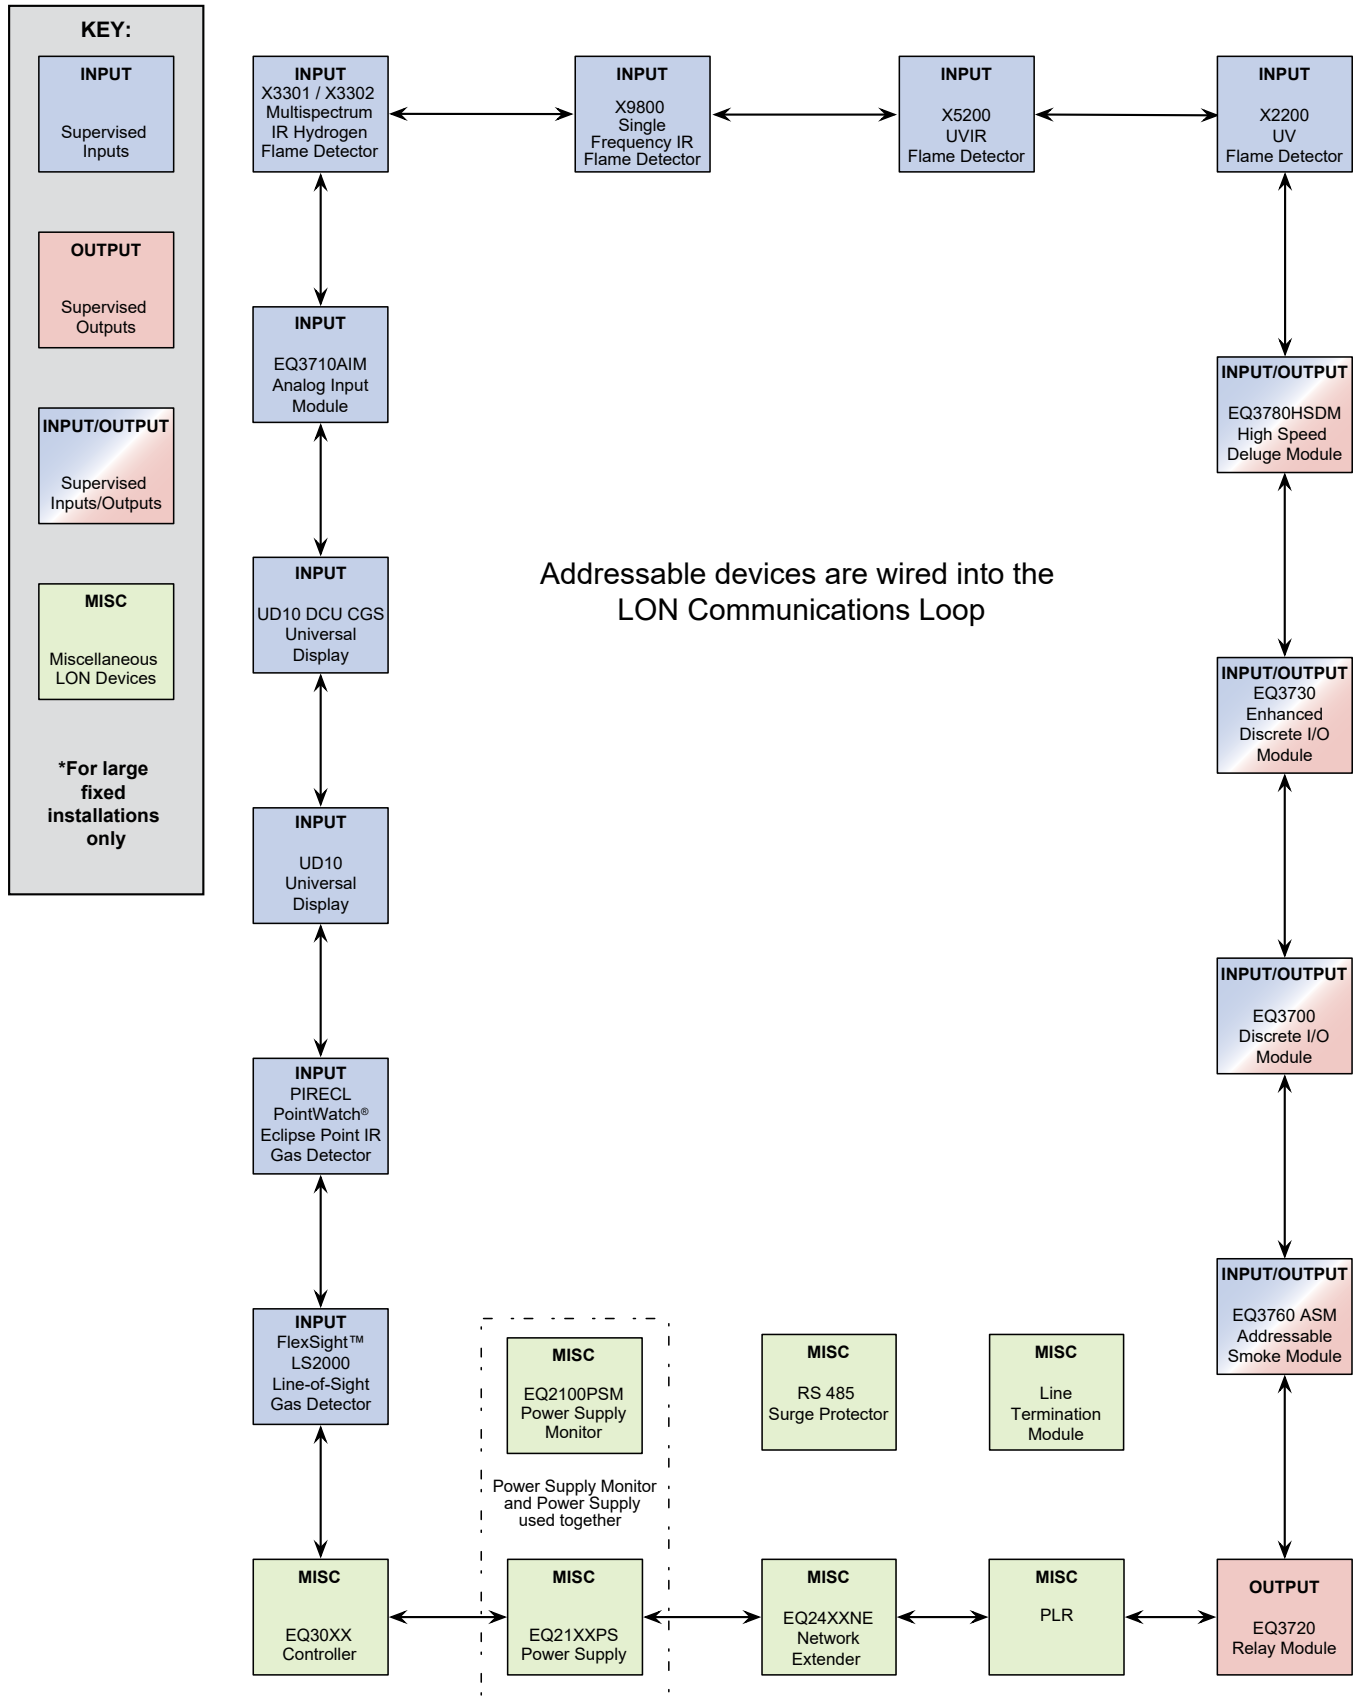 KEY:
INPUT
Supervised
Inputs
OUTPUT
Supervised
Outputs
INPUT/OUTPUT
Supervised
Inputs/Outputs
MISC
Miscellaneous
LON Devices
*For large
fixed
installations
only
INPUT
X3301 / X3302
Multispectrum
IR Hydrogen
Flame Detector
INPUT
X9800
Single
Frequency IR
Flame Detector
INPUT
X5200
UVIR
Flame Detector
INPUT
X2200
UV
Flame Detector
INPUT
EQ3710AIM
Analog Input
Module
INPUT/OUTPUT
EQ3780HSDM
High Speed
Deluge Module
INPUT
UD10 DCU CGS
Universal
Display
Addressable devices are wired into the
LON Communications Loop
INPUT/OUTPUT
EQ3730
Enhanced
Discrete I/O
Module
INPUT
UD10
Universal
Display
INPUT/OUTPUT
EQ3700
Discrete I/O
Module
INPUT
PIRECL
PointWatch®
Eclipse Point IR
Gas Detector
INPUT/OUTPUT
EQ3760 ASM
Addressable
Smoke Module
INPUT
FlexSight™
LS2000
Line-of-Sight
Gas Detector
MISC
EQ2100PSM
Power Supply
Monitor
MISC
RS 485
Surge Protector
MISC
Line
Termination
Module
Power Supply Monitor
and Power Supply
used together
MISC
EQ30XX
Controller
MISC
EQ21XXPS
Power Supply
MISC
EQ24XXNE
Network
Extender
MISC
PLR
OUTPUT
EQ3720
Relay Module